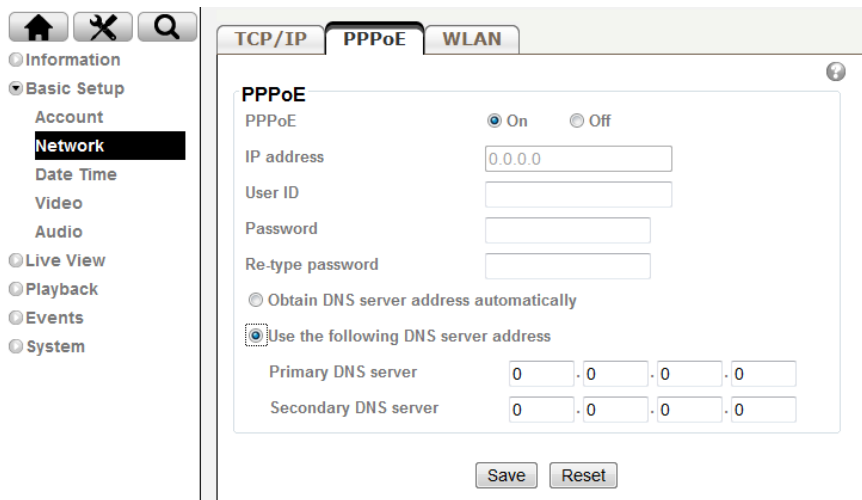 Information
Basic Setup
Account
Network
Date Time
Video
Audio
Live View
Playback
Events
System
TCP/IP PPPoE WLAN
?
PPPoE
PPPoE On Off
IP address 0.0.0.0
User ID
Password
Re-type password
Obtain DNS server address automatically
Use the following DNS server address
Primary DNS server 0 . 0 . 0 . 0
Secondary DNS server 0 . 0 . 0 . 0
Save Reset